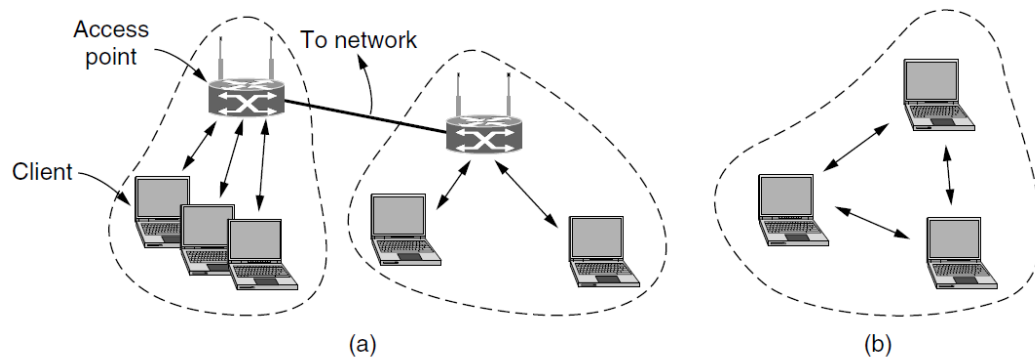 Access
point
To network
Client
(a)
(b)